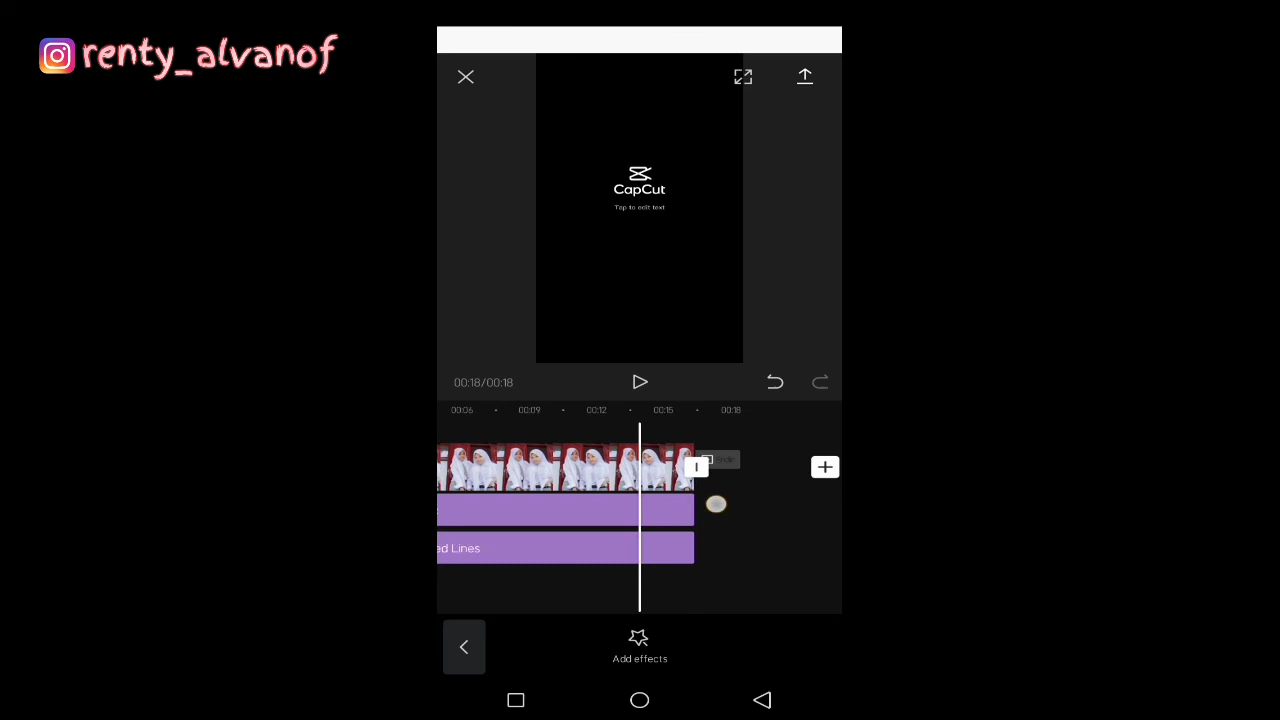 renty_alvanof
CapCut
Tap to edit text
00:18/00:18
00:06 00:09 00:12 00:15 00:18
ed Lines
Add effects